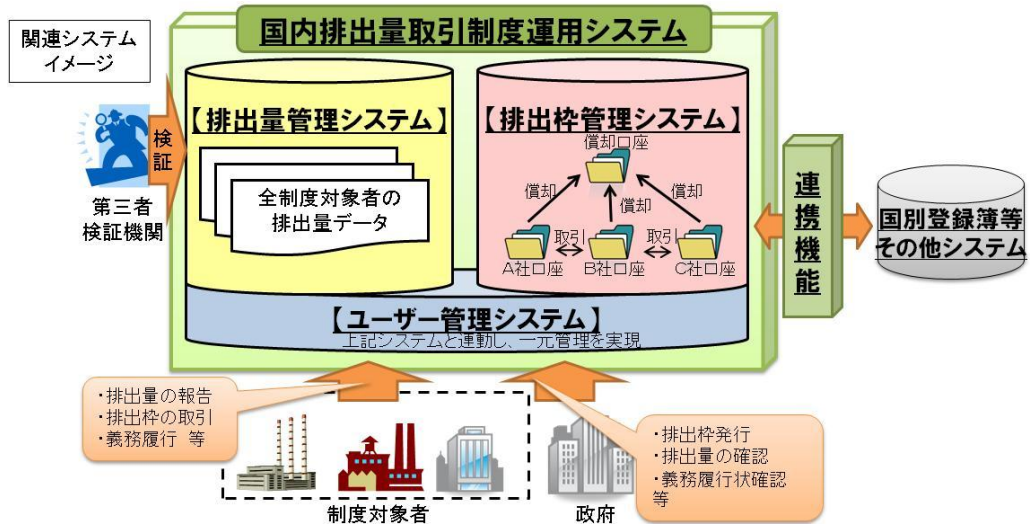 関連システム
イメージ
国内排出量取引制度運用システム
【排出量管理システム】
【排出枠管理システム】
検証
第三者
検証機関
全制度対象者の
排出量データ
償却口座
償却
償却
償却
取引
取引
A社口座
B社口座
C社口座
連携機能
国別登録簿等
その他システム
【ユーザー管理システム】
上記システムと連動し、一元管理を実現
・排出量の報告
・排出枠の取引
・義務履行 等
・排出枠発行
・排出量の確認
・義務履行状確認
等
制度対象者
政府